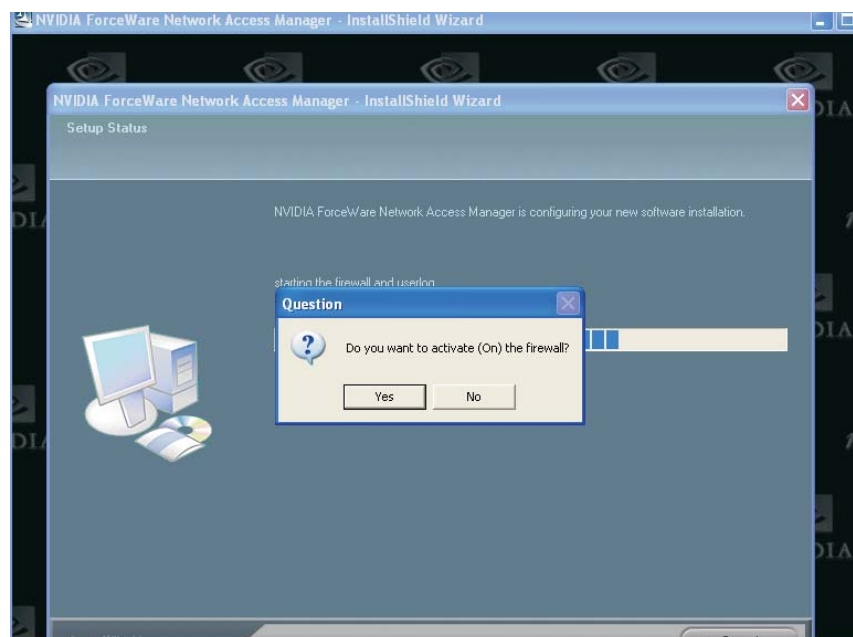 NVIDIA ForceWare Network Access Manager - InstallShield Wizard
NVIDIA ForceWare Network Access Manager - InstallShield Wizard
Setup Status
NVIDIA ForceWare Network Access Manager is configuring your new software installation.
starting the firewall and userlog
Question
Do you want to activate (On) the firewall?
Yes
No